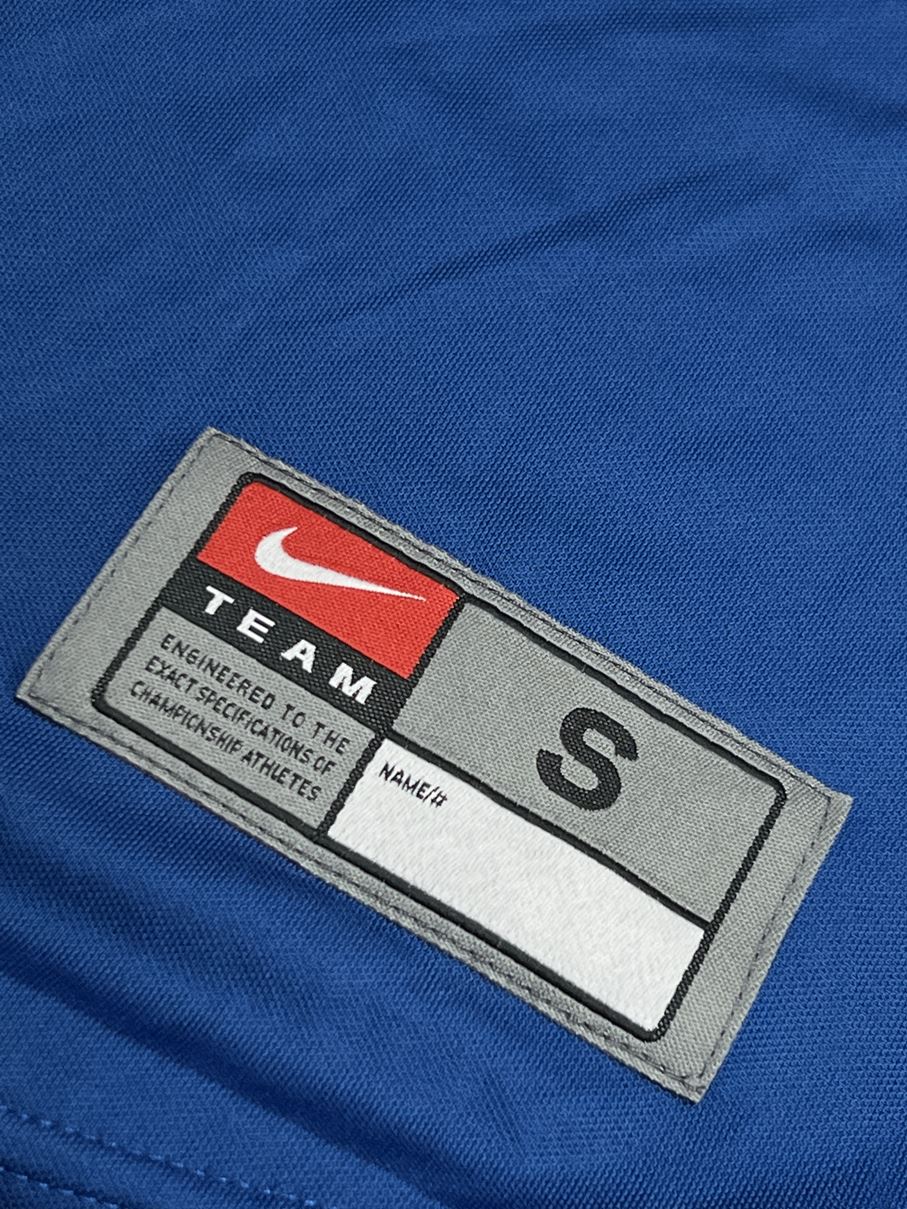 TEAM
ENGINEERED TO THE
EXACT SPECIFICATIONS OF
CHAMPIONSHIP ATHLETES
S
NAME/#